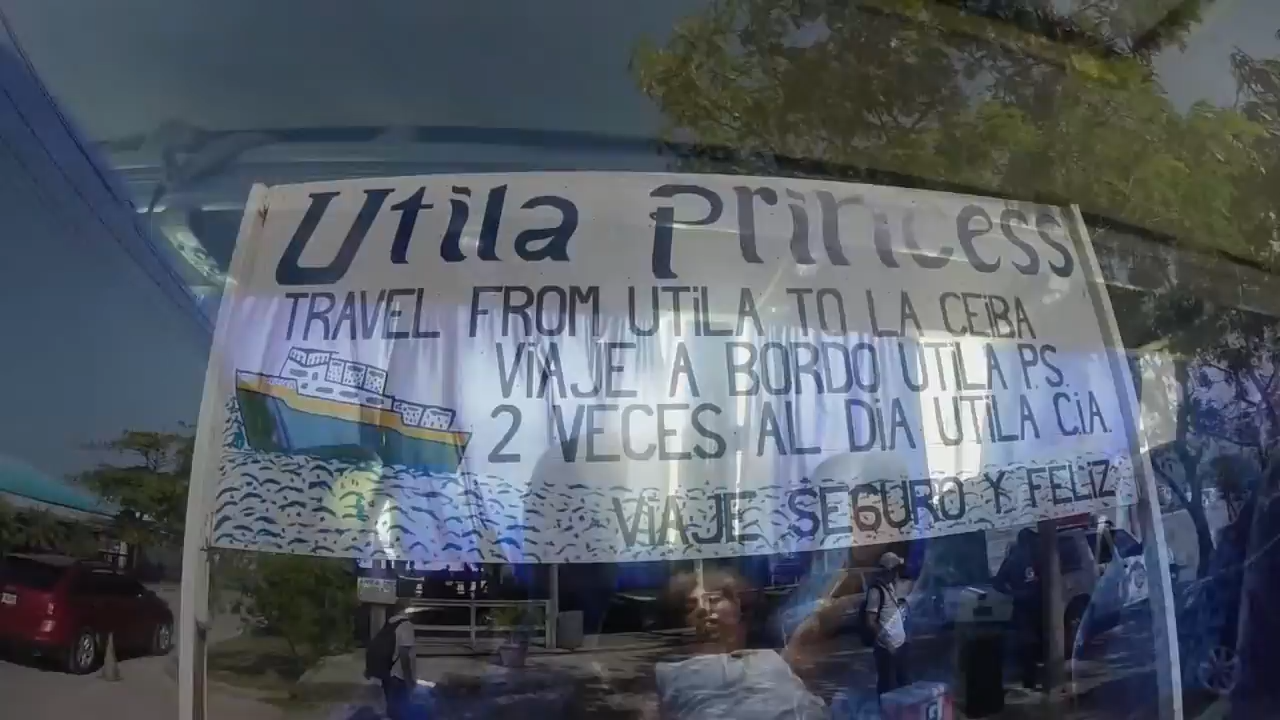 Utila Princess
TRAVEL FROM UTiLA TO LA CEiBA
ViAJE A BORDO UTiLA P.S.
2 VECES AL DiA UTiLA C.iA.
ViAJE SEGURO Y FELiZ